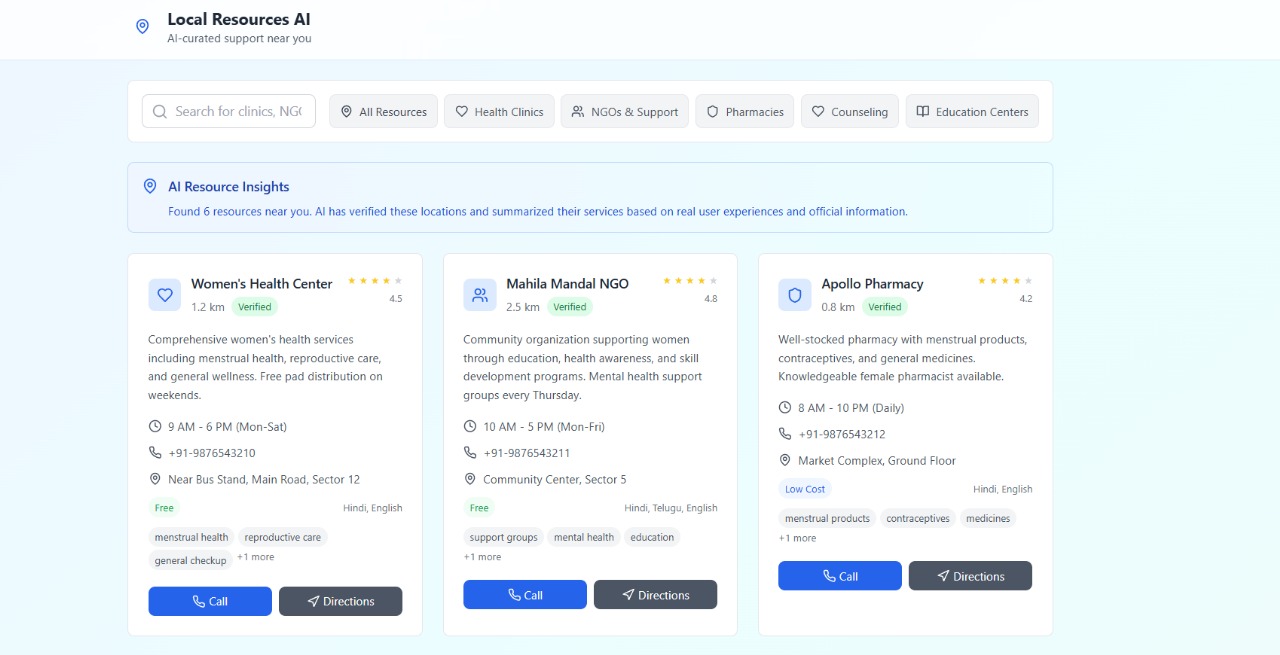 Local Resources AI
AI-curated support near you
Search for clinics, NG
All Resources
Health Clinics
NGOs & Support
Pharmacies
Counseling
Education Centers
AI Resource Insights
Found 6 resources near you. AI has verified these locations and summarized their services based on real user experiences and official information.
Women's Health Center
4.5
1.2 km Verified
Comprehensive women's health services
including menstrual health, reproductive care,
and general wellness. Free pad distribution on
weekends.
9 AM - 6 PM (Mon-Sat)
+91-9876543210
Near Bus Stand, Main Road, Sector 12
Free Hindi, English
menstrual health reproductive care
general checkup +1 more
Call Directions
Mahila Mandal NGO
4.8
2.5 km Verified
Community organization supporting women
through education, health awareness, and skill
development programs. Mental health support
groups every Thursday.
10 AM - 5 PM (Mon-Fri)
+91-9876543211
Community Center, Sector 5
Free Hindi, Telugu, English
support groups mental health education
+1 more
Call Directions
Apollo Pharmacy
4.2
0.8 km Verified
Well-stocked pharmacy with menstrual products,
contraceptives, and general medicines.
Knowledgeable female pharmacist available.
8 AM - 10 PM (Daily)
+91-9876543212
Market Complex, Ground Floor
Low Cost Hindi, English
menstrual products contraceptives medicines
+1 more
Call Directions